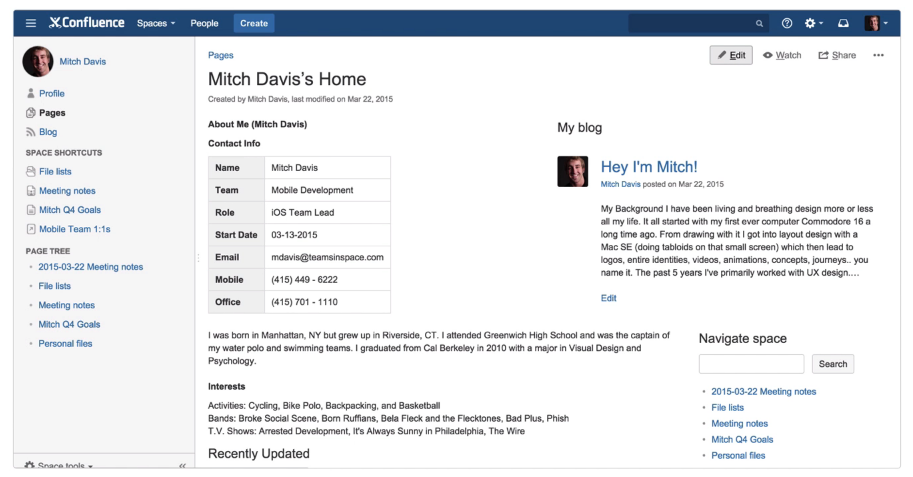 Confluence Spaces People Create
Mitch Davis
Profile
Pages
Blog
SPACE SHORTCUTS
File lists
Meeting notes
Mitch Q4 Goals
Mobile Team 1:1s
PAGE TREE
2015-03-22 Meeting notes
File lists
Meeting notes
Mitch Q4 Goals
Personal files
Space tools
Pages
Edit Watch Share
Mitch Davis's Home
Created by Mitch Davis, last modified on Mar 22, 2015
About Me (Mitch Davis)
Contact Info
Name Mitch Davis
Team Mobile Development
Role iOS Team Lead
Start Date 03-13-2015
Email mdavis@teamsinspace.com
Mobile (415) 449 - 6222
Office (415) 701 - 1110
My blog
Hey I'm Mitch!
Mitch Davis posted on Mar 22, 2015
My Background I have been living and breathing design more or less
all my life. It all started with my first ever computer Commodore 16 a
long time ago. From drawing with it I got into layout design with a
Mac SE (doing tabloids on that small screen) which then lead to
logos, entire identities, videos, animations, concepts, journeys.. you
name it. The past 5 years I've primarily worked with UX design....
Edit
I was born in Manhattan, NY but grew up in Riverside, CT. I attended Greenwich High School and was the captain of
my water polo and swimming teams. I graduated from Cal Berkeley in 2010 with a major in Visual Design and
Psychology.
Interests
Activities: Cycling, Bike Polo, Backpacking, and Basketball
Bands: Broke Social Scene, Born Ruffians, Bela Fleck and the Flecktones, Bad Plus, Phish
T.V. Shows: Arrested Development, It's Always Sunny in Philadelphia, The Wire
Recently Updated
Navigate space
Search
2015-03-22 Meeting notes
File lists
Meeting notes
Mitch Q4 Goals
Personal files